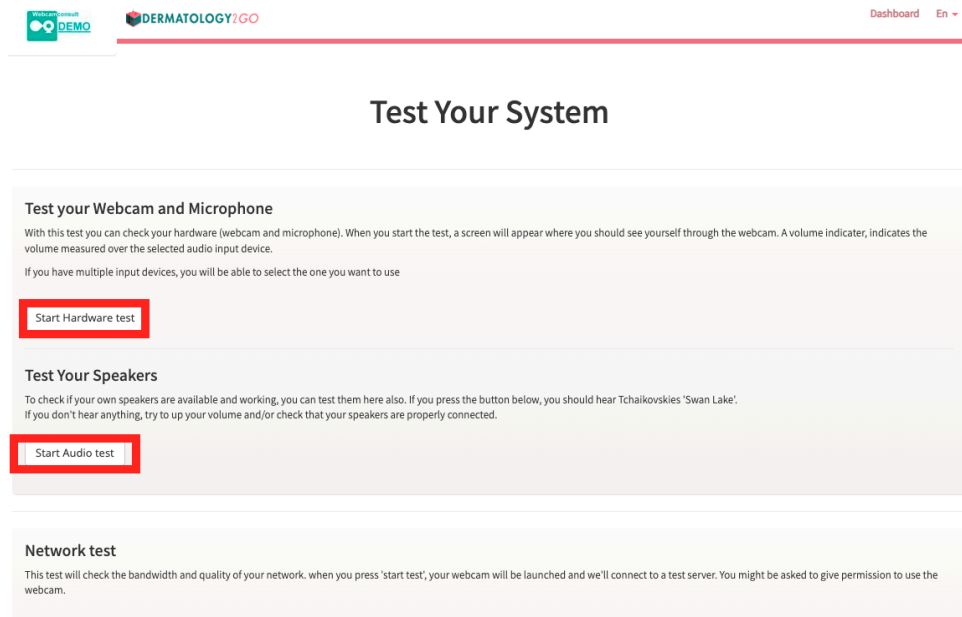 Webcamconsult
DEMO
DERMATOLOGY2GO
Dashboard En
Test Your System
Test your Webcam and Microphone
With this test you can check your hardware (webcam and microphone). When you start the test, a screen will appear where you should see yourself through the webcam. A volume indicater, indicates the
volume measured over the selected audio input device.
If you have multiple input devices, you will be able to select the one you want to use
Start Hardware test
Test Your Speakers
To check if your own speakers are available and working, you can test them here also. If you press the button below, you should hear Tchaikovskies 'Swan Lake'.
If you don't hear anything, try to up your volume and/or check that your speakers are properly connected.
Start Audio test
Network test
This test will check the bandwidth and quality of your network. when you press 'start test', your webcam will be launched and we'll connect to a test server. You might be asked to give permission to use the
webcam.